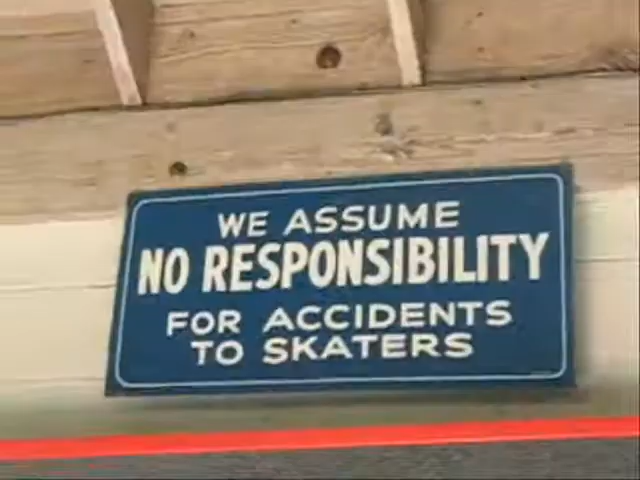 WE ASSUME
NO RESPONSIBILITY
FOR ACCIDENTS
TO SKATERS